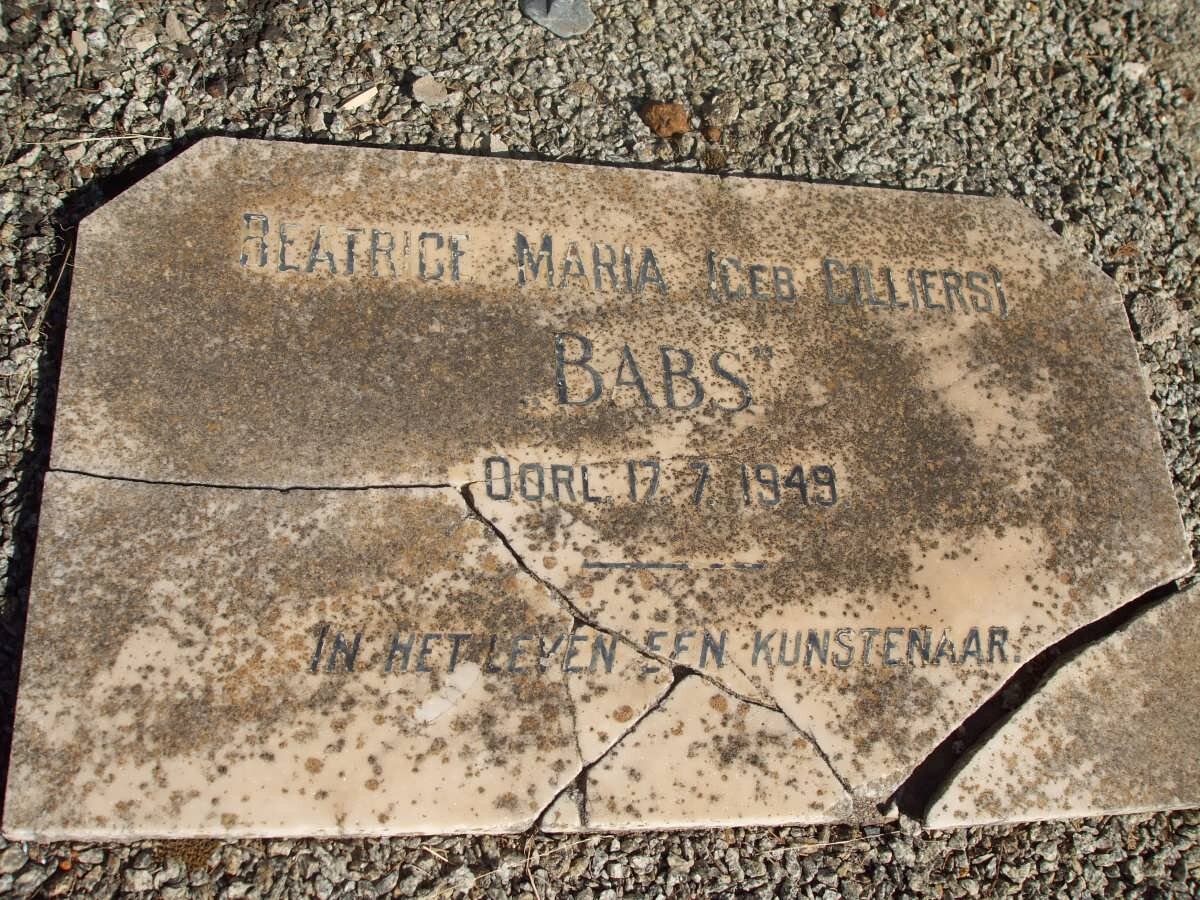 BEATRICE MARIA (GEB CILLIERS)
"BABS"
OORL. 17. 7. 1949
IN HET LEVEN EEN KUNSTENAAR.